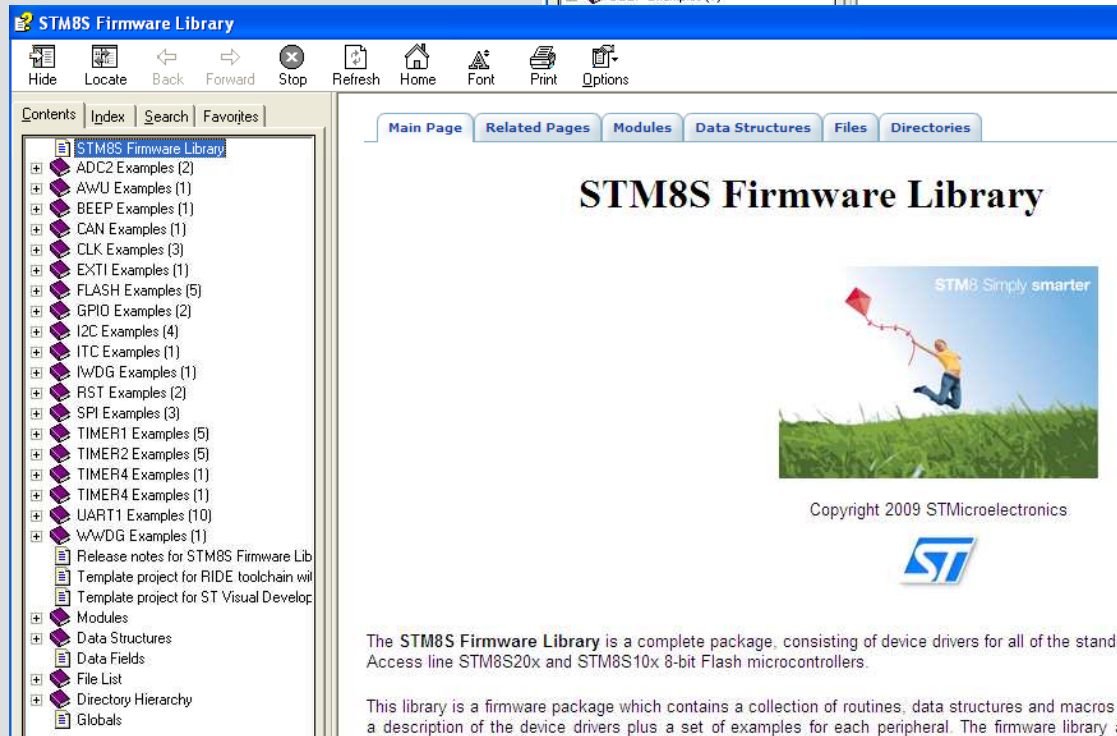 STM8S Firmware Library
Hide Locate Back Forward Stop Refresh Home Font Print Options
Contents Index Search Favorites
STM8S Firmware Library
ADC2 Examples (2)
AWU Examples (1)
BEEP Examples (1)
CAN Examples (1)
CLK Examples (3)
EXTI Examples (1)
FLASH Examples (5)
GPIO Examples (2)
I2C Examples (4)
ITC Examples (1)
IWDG Examples (1)
RST Examples (2)
SPI Examples (3)
TIMER1 Examples (5)
TIMER2 Examples (5)
TIMER4 Examples (1)
TIMER4 Examples (1)
UART1 Examples (10)
WWDG Examples (1)
Release notes for STM8S Firmware Lib
Template project for RIDE toolchain wit
Template project for ST Visual Develop
Modules
Data Structures
Data Fields
File List
Directory Hierarchy
Globals
Main Page Related Pages Modules Data Structures Files Directories
STM8S Firmware Library
STM8 Simply smarter
Copyright 2009 STMicroelectronics
ST
The STM8S Firmware Library is a complete package, consisting of device drivers for all of the stand
Access line STM8S20x and STM8S10x 8-bit Flash microcontrollers.
This library is a firmware package which contains a collection of routines, data structures and macros
a description of the device drivers plus a set of examples for each peripheral. The firmware library